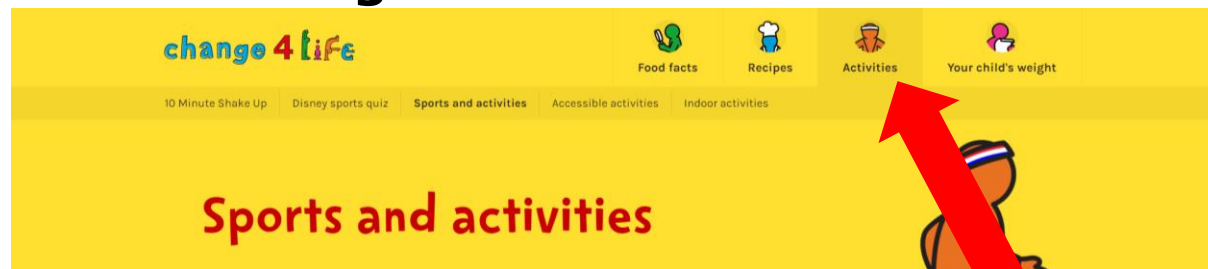 change 4 life
Food facts
Recipes
Activities
Your child's weight
10 Minute Shake Up
Disney sports quiz
Sports and activities
Accessible activities
Indoor activities
Sports and activities